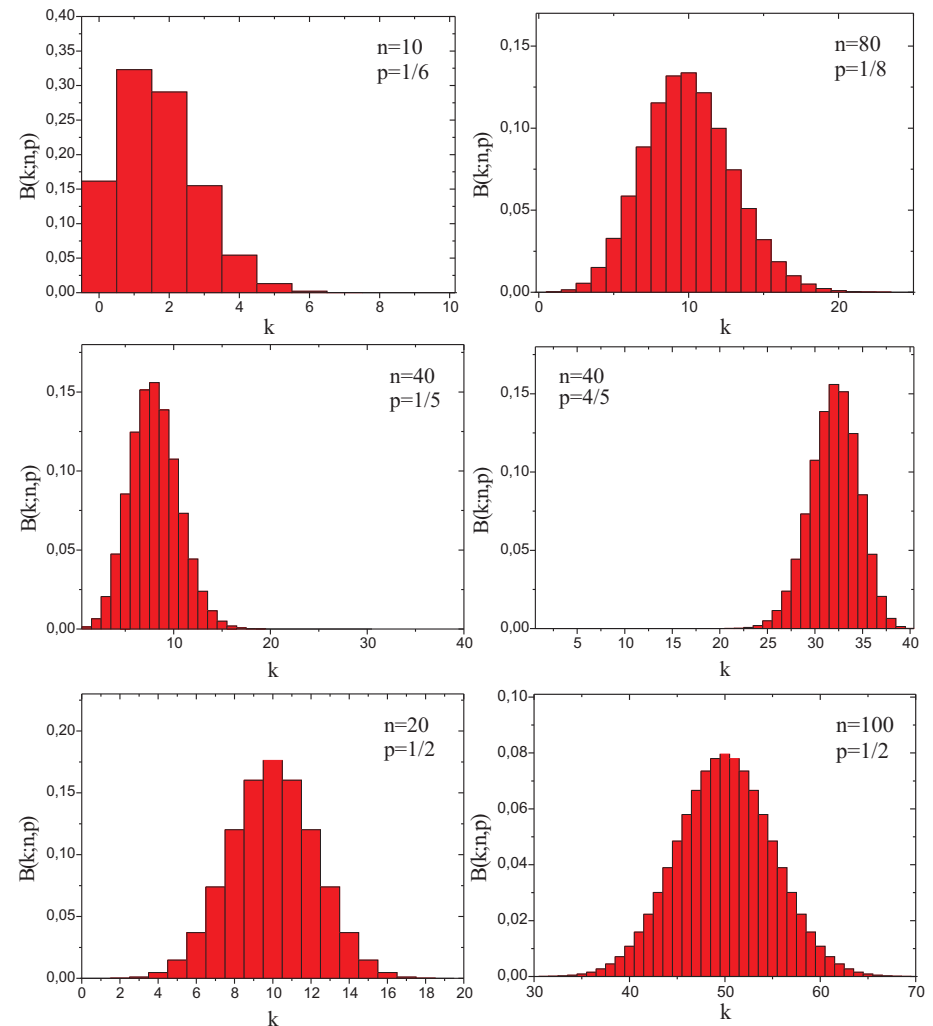 0,40
0,35
0,30
0,25
0,20
0,15
0,10
0,05
0,00
B(k;n,p)
n=10
p=1/6
0 2 4 6 8 10
k
0,15
0,10
0,05
0,00
B(k;n,p)
n=80
p=1/8
0 10 20
k
0,15
0,10
0,05
0,00
B(k;n,p)
n=40
p=1/5
10 20 30 40
k
0,15
0,10
0,05
0,00
B(k;n,p)
n=40
p=4/5
5 10 15 20 25 30 35 40
k
0,20
0,15
0,10
0,05
0,00
B(k;n,p)
n=20
p=1/2
0 2 4 6 8 10 12 14 16 18 20
k
0,10
0,08
0,06
0,04
0,02
0,00
B(k;n,p)
n=100
p=1/2
30 40 50 60 70
k